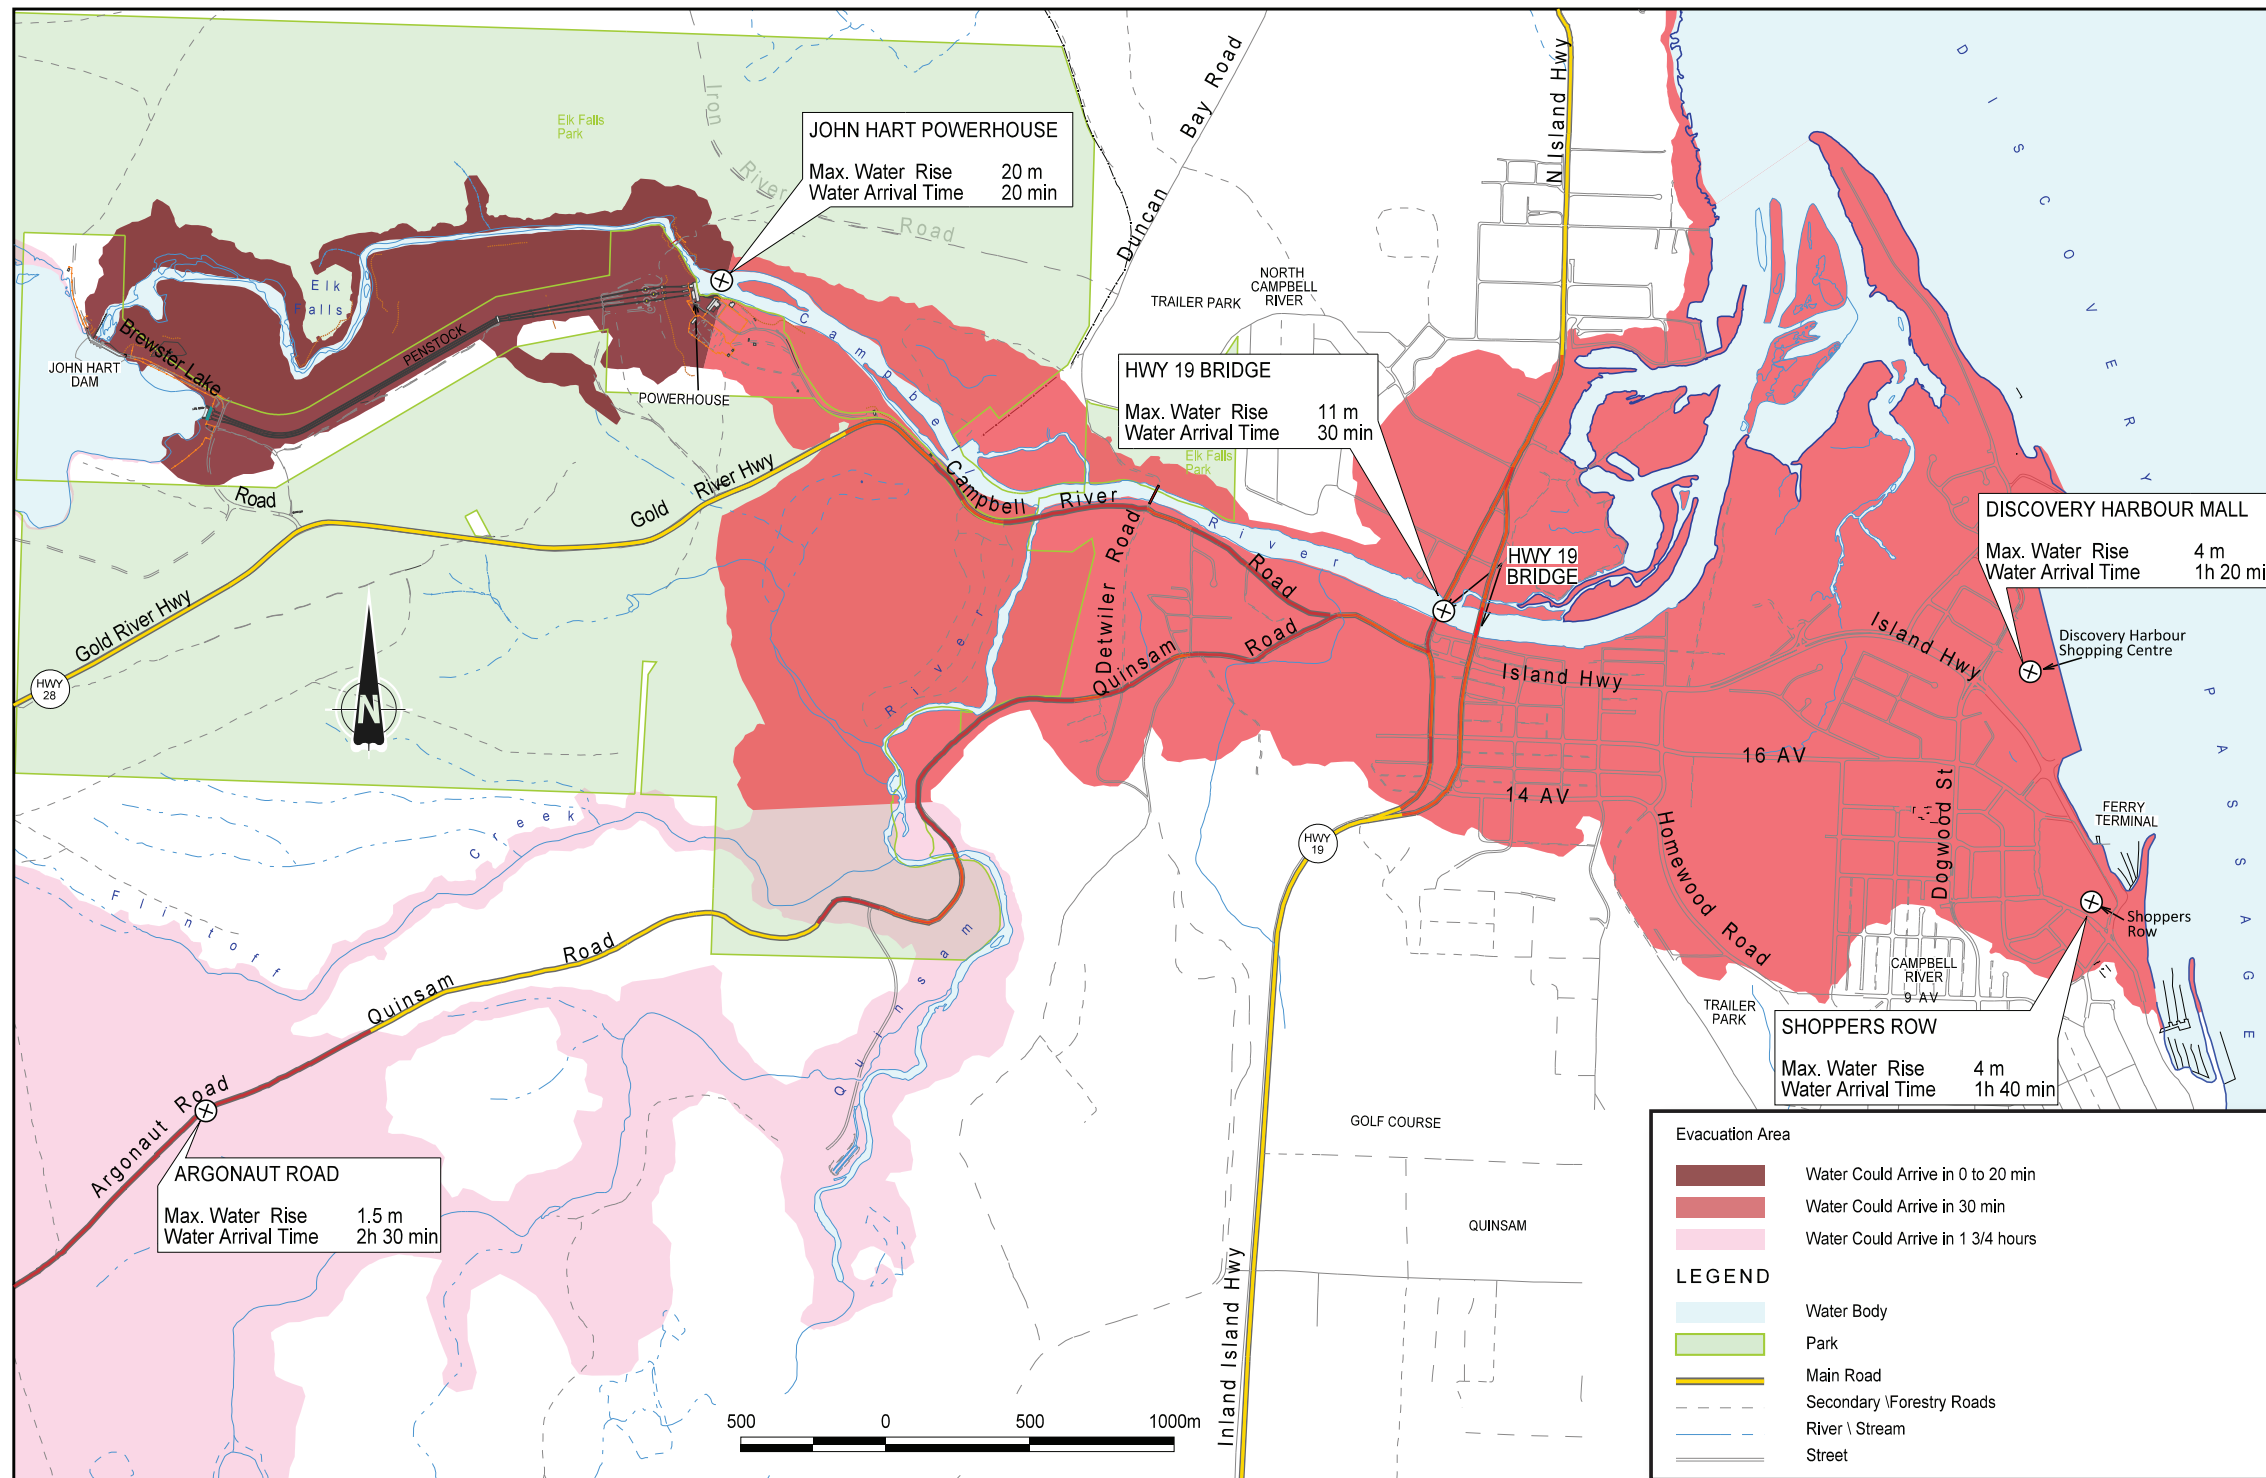 Iron
River
Road
Elk Falls
Park
JOHN HART POWERHOUSE
Max. Water Rise 20 m
Water Arrival Time 20 min
Duncan
Bay Road
N Island Hwy
DISCOVERY
PASSAGE
NORTH
CAMPBELL
RIVER
TRAILER PARK
Elk
Falls
Brewster Lake
Road
PENSTOCK
JOHN HART
DAM
POWERHOUSE
HWY 19 BRIDGE
Max. Water Rise 11 m
Water Arrival Time 30 min
Elk Falls
Park
Campbe
River
Gold River Hwy
Campbell River
Road
HWY 19
BRIDGE
DISCOVERY HARBOUR MALL
Max. Water Rise 4 m
Water Arrival Time 1h 20 mi
Discovery Harbour
Shopping Centre
Island Hwy
Gold River Hwy
HWY
28
N
River
Detwiler Road
Quinsam Road
Island Hwy
16 AV
14 AV
Homewood Road
Dogwood St
FERRY
TERMINAL
Shoppers
Row
CAMPBELL
RIVER
9 AV
TRAILER
PARK
HWY
19
Creek
Flintoff
Quinsam Road
Quinsam
SHOPPERS ROW
Max. Water Rise 4 m
Water Arrival Time 1h 40 min
Argonaut Road
ARGONAUT ROAD
Max. Water Rise 1.5 m
Water Arrival Time 2h 30 min
GOLF COURSE
QUINSAM
Inland Island Hwy
500 0 500 1000m
Evacuation Area
Water Could Arrive in 0 to 20 min
Water Could Arrive in 30 min
Water Could Arrive in 1 3/4 hours
LEGEND
Water Body
Park
Main Road
Secondary \Forestry Roads
River \ Stream
Street